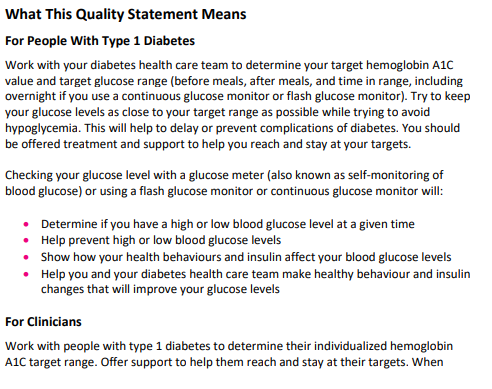 What This Quality Statement Means
For People With Type 1 Diabetes
Work with your diabetes health care team to determine your target hemoglobin A1C
value and target glucose range (before meals, after meals, and time in range, including
overnight if you use a continuous glucose monitor or flash glucose monitor). Try to keep
your glucose levels as close to your target range as possible while trying to avoid
hypoglycemia. This will help to delay or prevent complications of diabetes. You should
be offered treatment and support to help you reach and stay at your targets.
Checking your glucose level with a glucose meter (also known as self-monitoring of
blood glucose) or using a flash glucose monitor or continuous glucose monitor will:
• Determine if you have a high or low blood glucose level at a given time
• Help prevent high or low blood glucose levels
• Show how your health behaviours and insulin affect your blood glucose levels
• Help you and your diabetes health care team make healthy behaviour and insulin
changes that will improve your glucose levels
For Clinicians
Work with people with type 1 diabetes to determine their individualized hemoglobin
A1C target range. Offer support to help them reach and stay at their targets. When